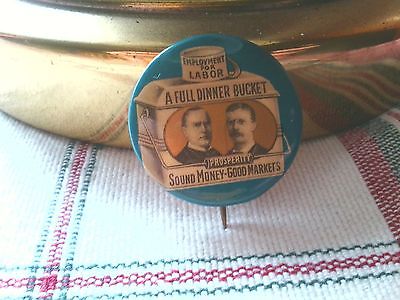 EMPLOYMENT
FOR
LABOR
A FULL DINNER BUCKET
PROSPERITY
SOUND MONEY-GOOD MARKETS